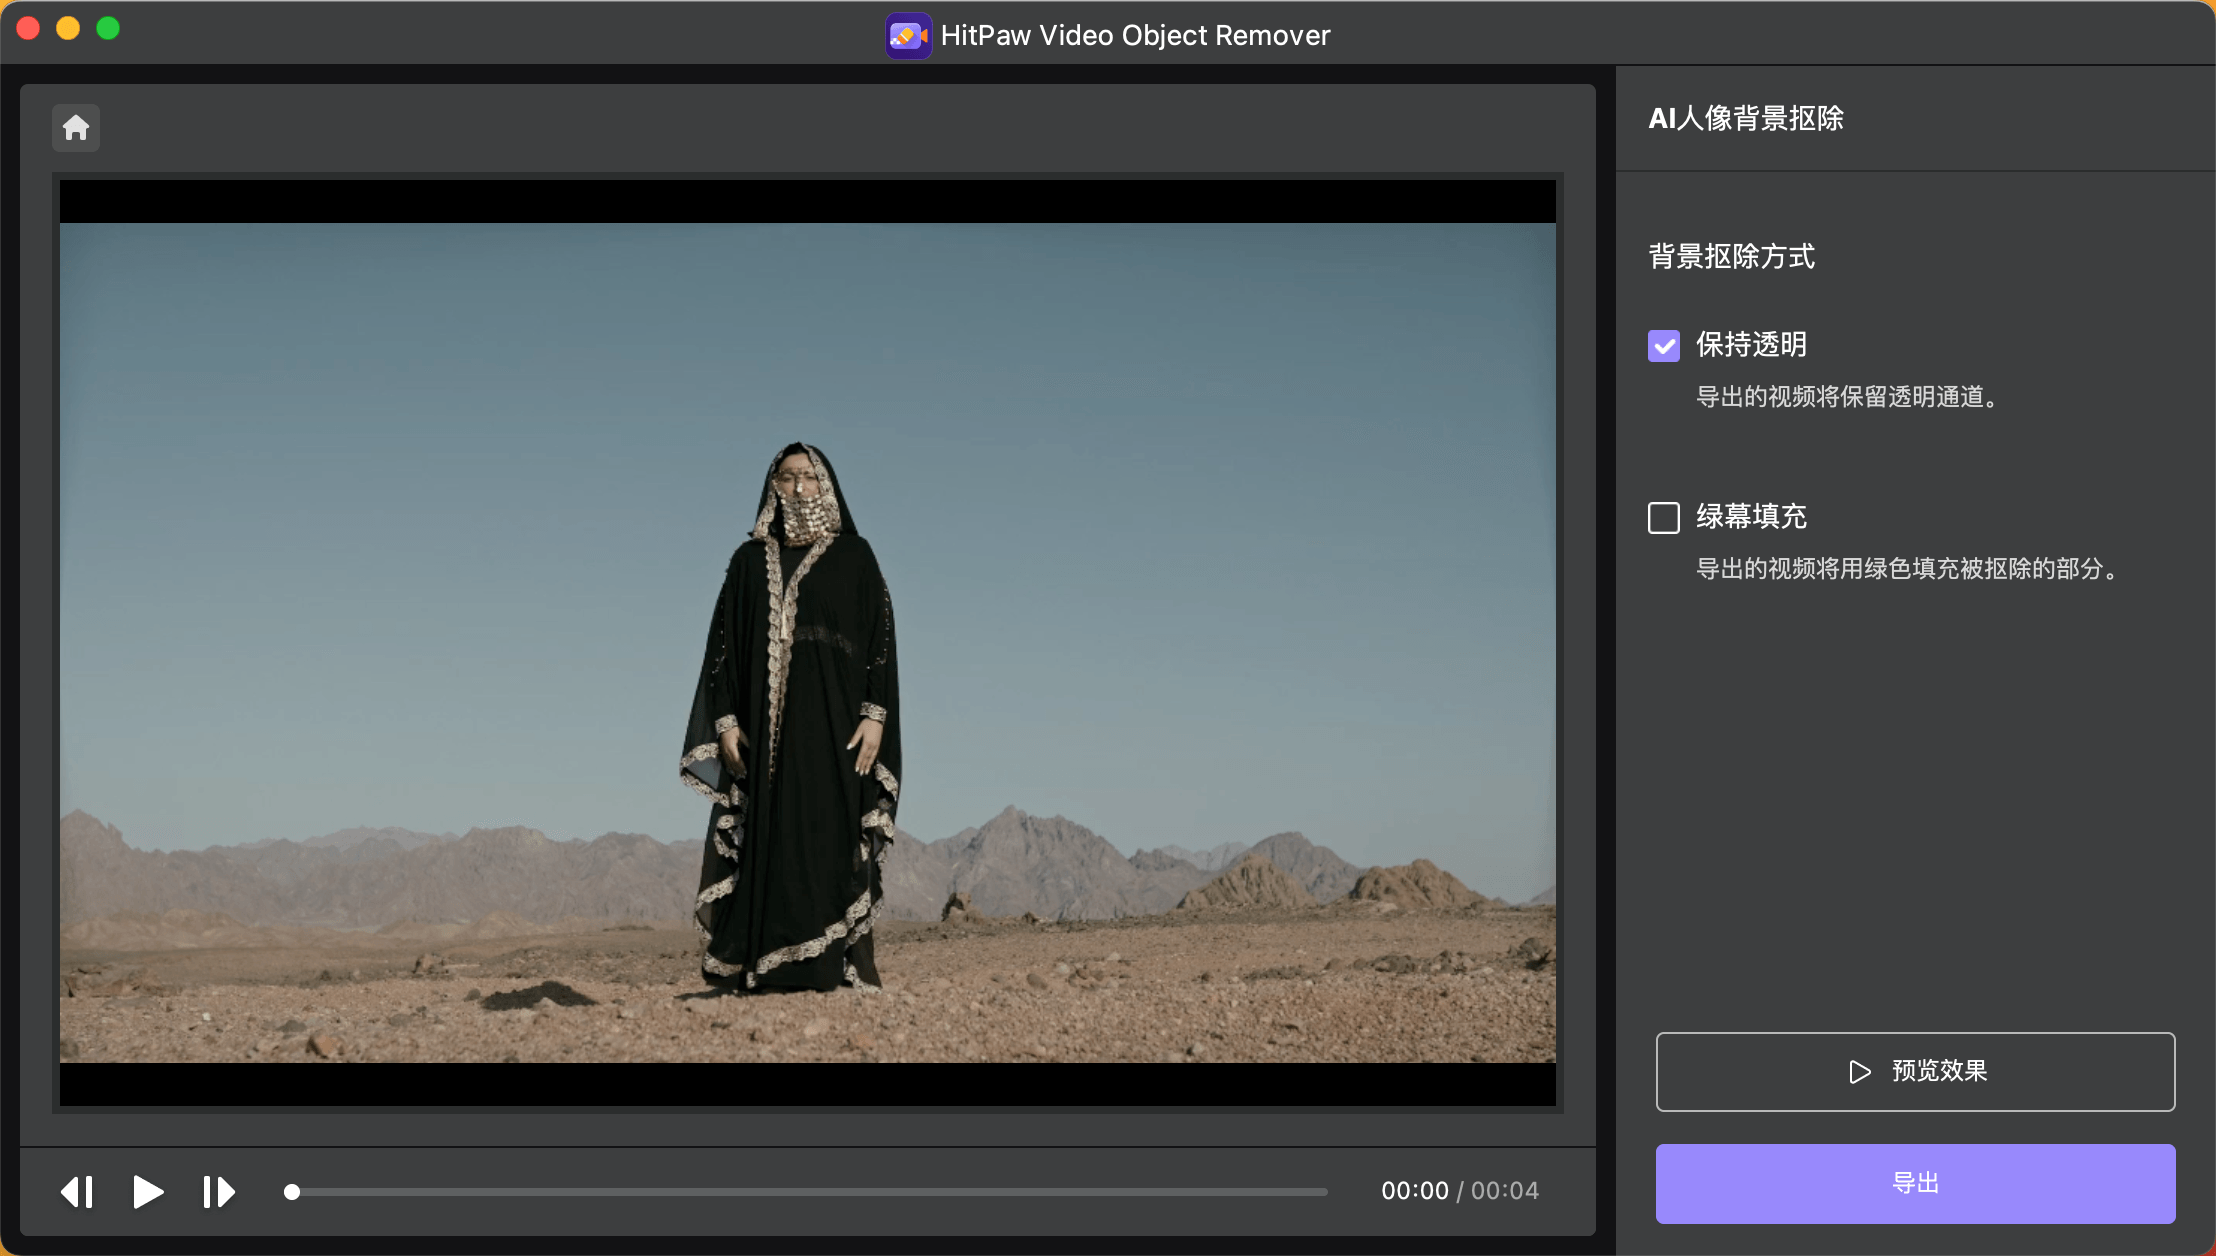 HitPaw Video Object Remover
AI人像背景抠除
背景抠除方式
保持透明
导出的视频将保留透明通道。
绿幕填充
导出的视频将用绿色填充被抠除的部分。
预览效果
导出
00:00 / 00:04